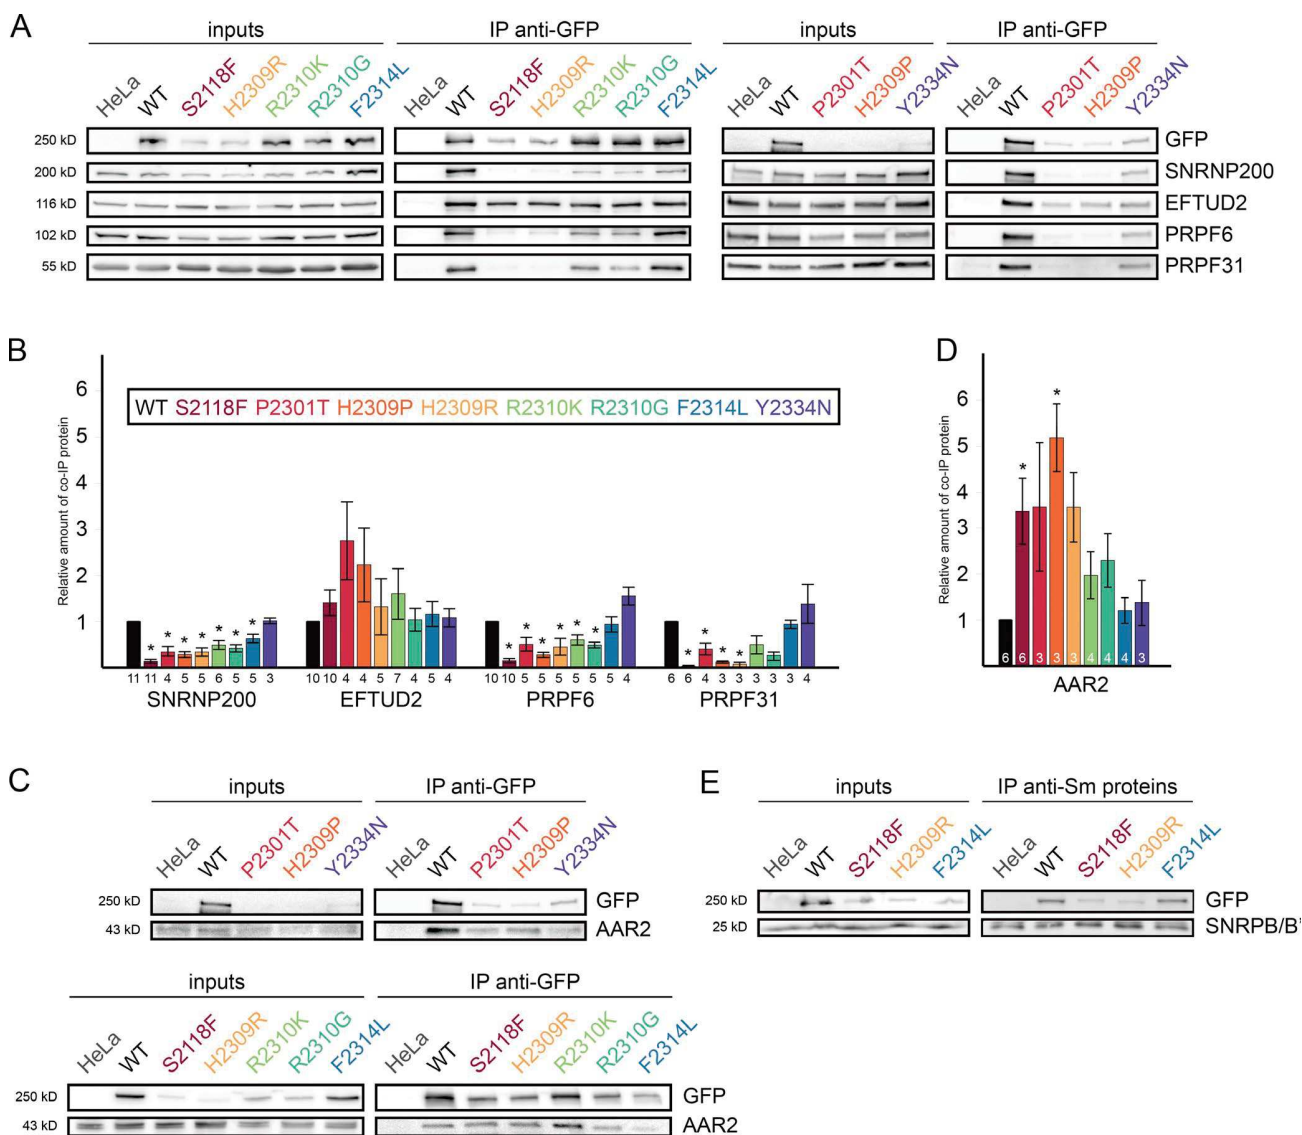 A
inputs
IP anti-GFP
inputs
IP anti-GFP
HeLa WT S2118F H2309R R2310K R2310G F2314L
HeLa WT S2118F H2309R R2310K R2310G F2314L
HeLa WT P2301T H2309P Y2334N
HeLa WT P2301T H2309P Y2334N
250 kD
GFP
200 kD
SNRNP200
116 kD
EFTUD2
102 kD
PRPF6
55 kD
PRPF31
B
Relative amount of co-IP protein
6
5
4
3
2
1
WT S2118F P2301T H2309P H2309R R2310K R2310G F2314L Y2334N
* * * * * * *
* * * * * *
* * * *
11 11 4 5 5 6 5 5 3
10 10 4 4 5 7 4 5 4
10 10 5 5 5 5 5 5 4
6 6 4 3 3 3 3 3 4
SNRNP200
EFTUD2
PRPF6
PRPF31
D
Relative amount of co-IP protein
6
5
4
3
2
1
* *
6 6 3 3 3 4 4 4 3
AAR2
C
inputs
IP anti-GFP
HeLa WT P2301T H2309P Y2334N
HeLa WT P2301T H2309P Y2334N
250 kD
GFP
43 kD
AAR2
inputs
IP anti-GFP
HeLa WT S2118F H2309R R2310K R2310G F2314L
HeLa WT S2118F H2309R R2310K R2310G F2314L
250 kD
GFP
43 kD
AAR2
E
inputs
IP anti-Sm proteins
HeLa WT S2118F H2309R F2314L
HeLa WT S2118F H2309R F2314L
250 kD
GFP
25 kD
SNRPB/B'